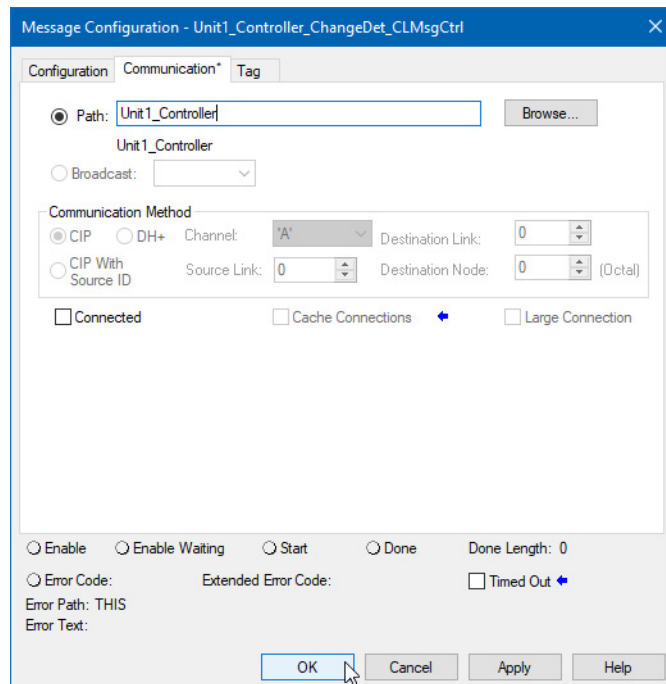 Message Configuration - Unit1_Controller_ChangeDet_CLMsgCtrl
Configuration Communication* Tag
Path: Unit1_Controller Browse...
Unit1_Controller
Broadcast:
Communication Method
CIP DH+ Channel: 'A' Destination Link: 0
CIP With Source ID Source Link: 0 Destination Node: 0 (Octal)
Connected Cache Connections Large Connection
Enable Enable Waiting Start Done Done Length: 0
Error Code: Extended Error Code: Timed Out
Error Path: THIS
Error Text:
OK Cancel Apply Help